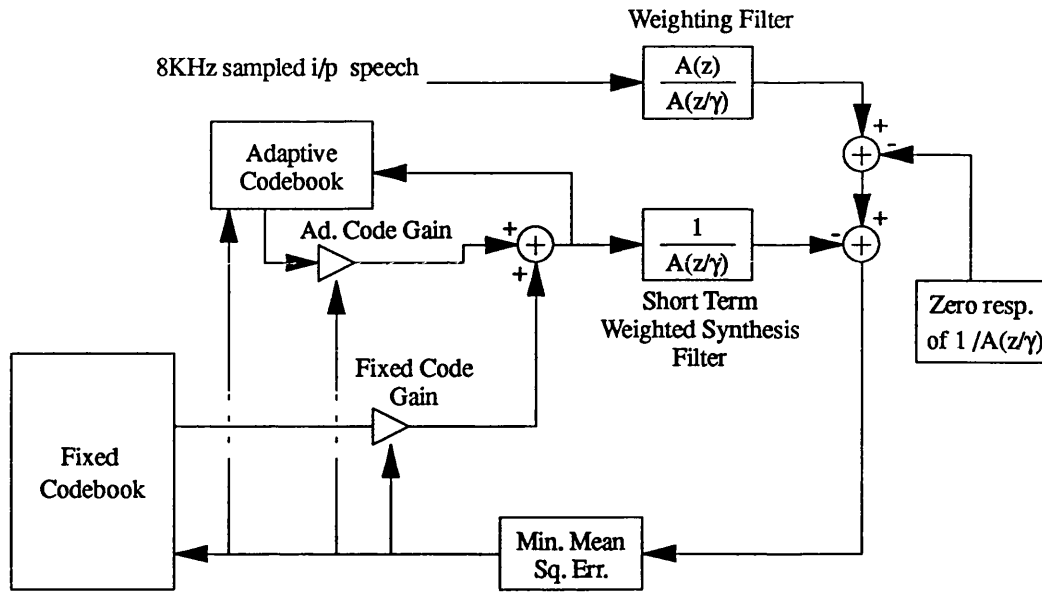 Weighting Filter
8KHz sampled i/p speech
A(z)
A(z/γ)
+
-
+
Adaptive
Codebook
Ad. Code Gain
+
+
+
1
A(z/γ)
-
+
+
Short Term
Weighted Synthesis
Filter
Zero resp.
of 1/A(z/γ)
Fixed Code
Gain
Fixed
Codebook
Min. Mean
Sq. Err.